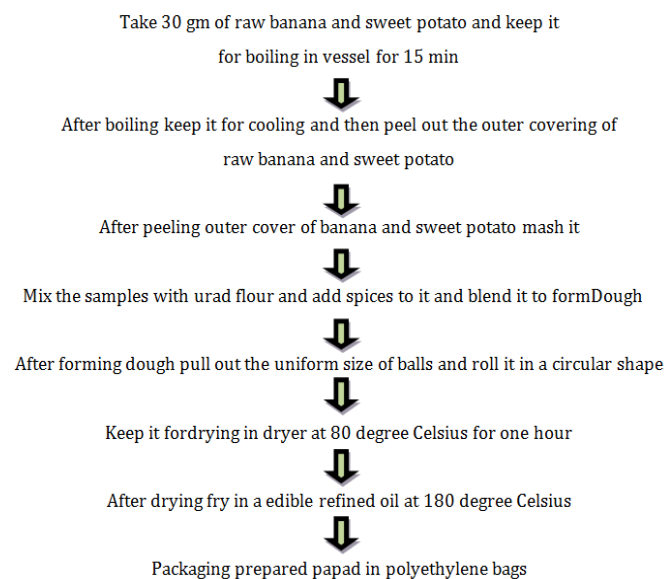 Take 30 gm of raw banana and sweet potato and keep it
for boiling in vessel for 15 min
After boiling keep it for cooling and then peel out the outer covering of
raw banana and sweet potato
After peeling outer cover of banana and sweet potato mash it
Mix the samples with urad flour and add spices to it and blend it to formDough
After forming dough pull out the uniform size of balls and roll it in a circular shape
Keep it fordrying in dryer at 80 degree Celsius for one hour
After drying fry in a edible refined oil at 180 degree Celsius
Packaging prepared papad in polyethylene bags